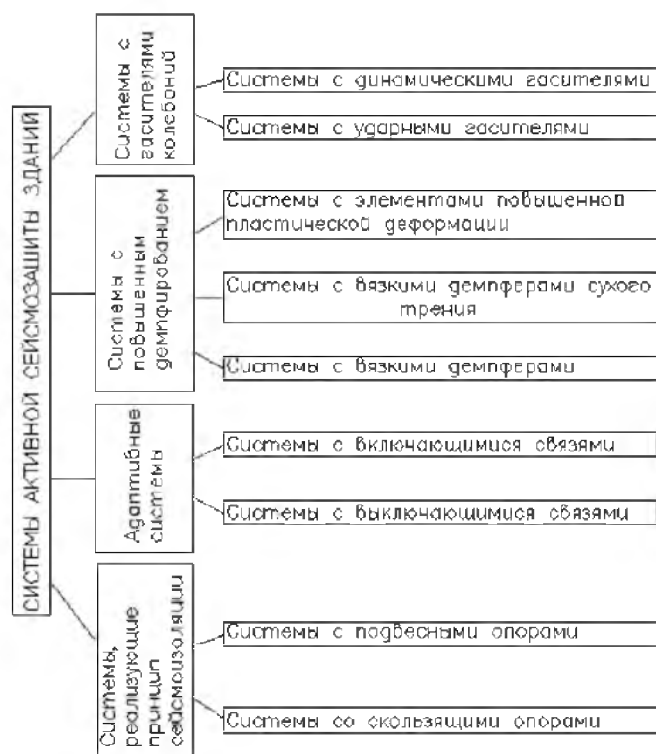 СИСТЕМЫ АКТИВНОЙ СЕЙСМОЗАШИТЫ ЗДАНИЙ
Системы с
гасителями
колебаний
Системы с динамическими гасителями
Системы с ударными гасителями
Системы с
повышенным
демпфированием
Системы с элементами повышенной
пластической деформации
Системы с вязкими демпферами сухого
трения
Системы с вязкими демпферами
Адаптивные
системы
Системы с включающимися связями
Системы с выключающимися связями
Системы,
реализующие
принцип
сейсмоизоляции
Системы с подвесными опорами
Системы со скользящими опорами